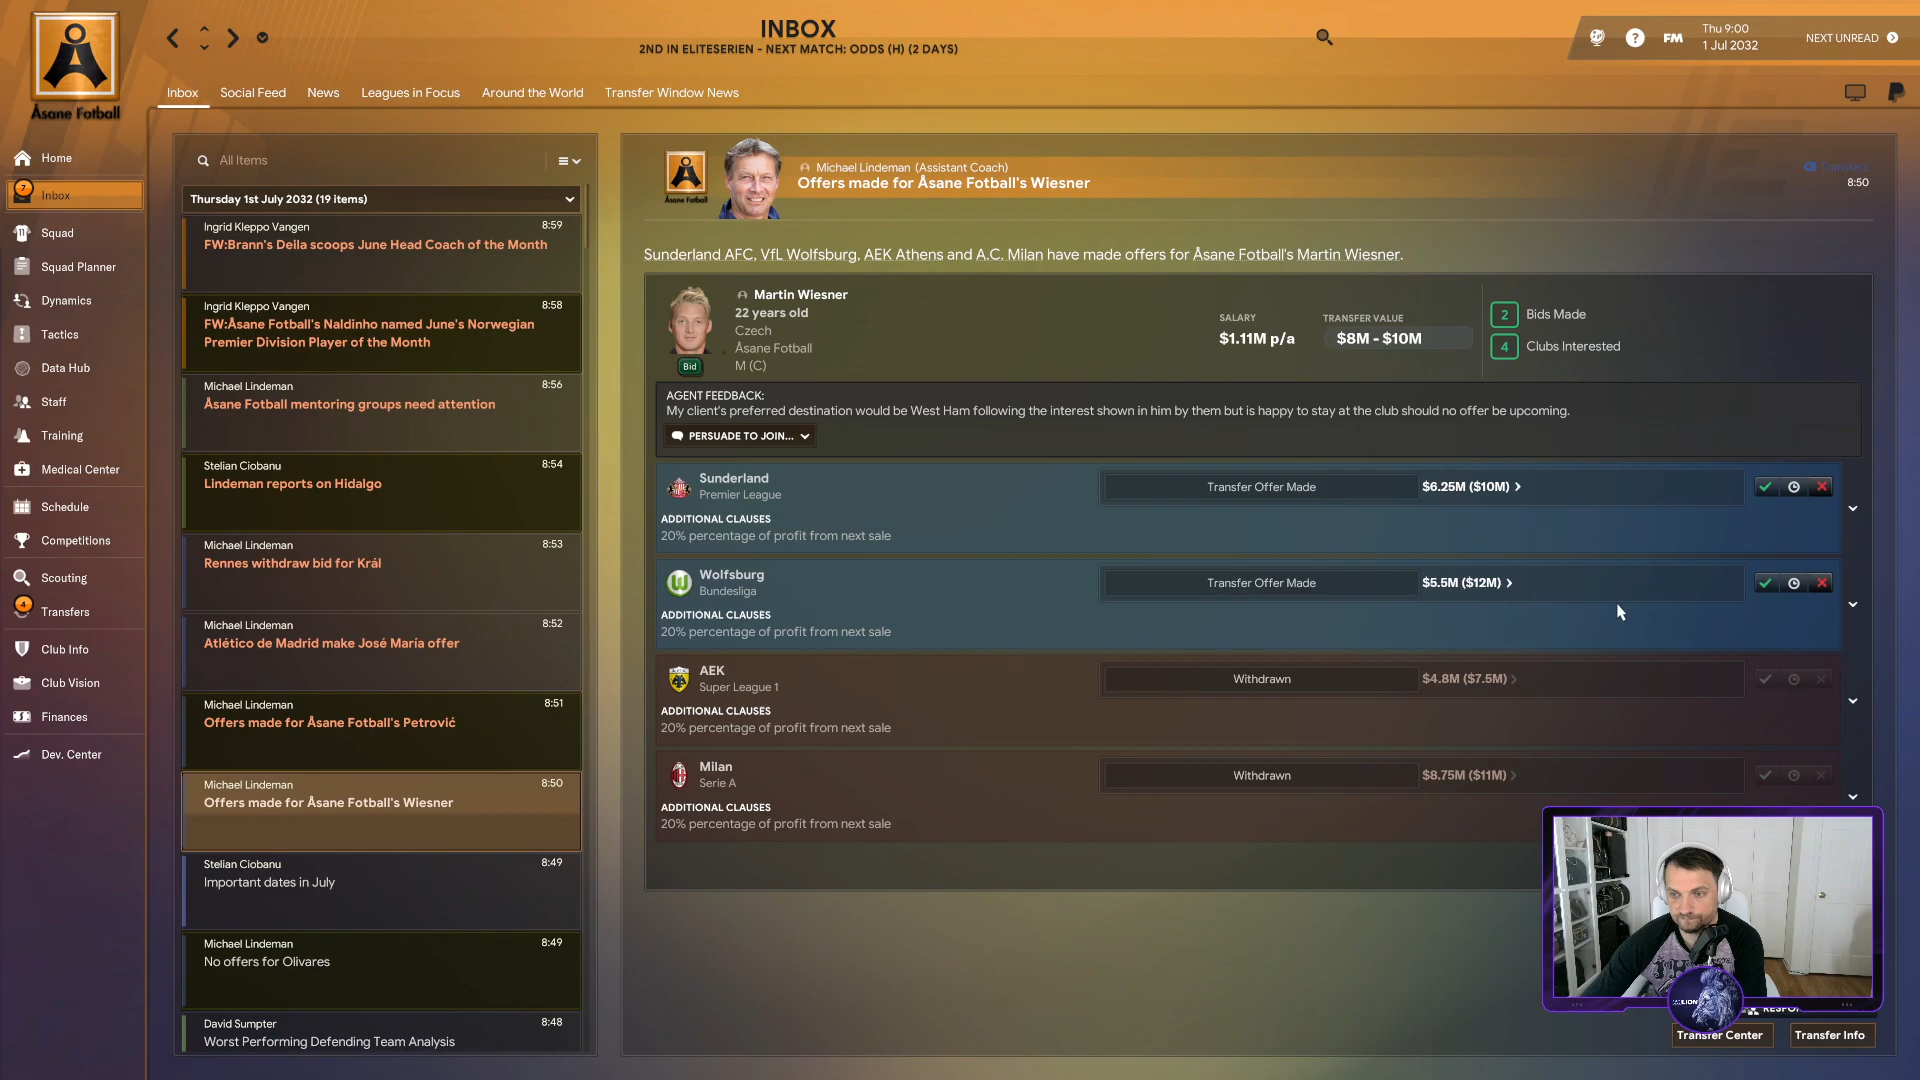 Åsane Fotball
INBOX
2ND IN ELITESERIEN - NEXT MATCH: ODDS (H) (2 DAYS)
FM
Thu 9:00
1 Jul 2032
NEXT UNREAD
Inbox
Social Feed
News
Leagues in Focus
Around the World
Transfer Window News
Home
7
Inbox
Squad
Squad Planner
Dynamics
Tactics
Data Hub
Staff
Training
Medical Center
Schedule
Competitions
Scouting
4
Transfers
Club Info
Club Vision
Finances
Dev. Center
All Items
Thursday 1st July 2032 (19 items)
Ingrid Kleppo Vangen 8:59
FW:Brann's Deila scoops June Head Coach of the Month
Ingrid Kleppo Vangen 8:58
FW:Åsane Fotball's Naldinho named June's Norwegian
Premier Division Player of the Month
Michael Lindeman 8:56
Åsane Fotball mentoring groups need attention
Stelian Ciobanu 8:54
Lindeman reports on Hidalgo
Michael Lindeman 8:53
Rennes withdraw bid for Král
Michael Lindeman 8:52
Atlético de Madrid make José María offer
Michael Lindeman 8:51
Offers made for Åsane Fotball's Petrović
Michael Lindeman 8:50
Offers made for Åsane Fotball's Wiesner
Stelian Ciobanu 8:49
Important dates in July
Michael Lindeman 8:49
No offers for Olivares
David Sumpter 8:48
Worst Performing Defending Team Analysis
Åsane Fotball
Michael Lindeman (Assistant Coach)
Offers made for Åsane Fotball's Wiesner
Transfers
8:50
Sunderland AFC, VfL Wolfsburg, AEK Athens and A.C. Milan have made offers for Åsane Fotball's Martin Wiesner.
Martin Wiesner
22 years old
Czech
Åsane Fotball
M (C)
Bid
SALARY
$1.11M p/a
TRANSFER VALUE
$8M - $10M
2 Bids Made
4 Clubs Interested
AGENT FEEDBACK:
My client's preferred destination would be West Ham following the interest shown in him by them but is happy to stay at the club should no offer be upcoming.
PERSUADE TO JOIN...
Sunderland
Premier League
Transfer Offer Made
$6.25M ($10M)
ADDITIONAL CLAUSES
20% percentage of profit from next sale
Wolfsburg
Bundesliga
Transfer Offer Made
$5.5M ($12M)
ADDITIONAL CLAUSES
20% percentage of profit from next sale
AEK
Super League 1
Withdrawn
$4.8M ($7.5M)
ADDITIONAL CLAUSES
20% percentage of profit from next sale
Milan
Serie A
Withdrawn
$8.75M ($11M)
ADDITIONAL CLAUSES
20% percentage of profit from next sale
Transfer Center
Transfer Info